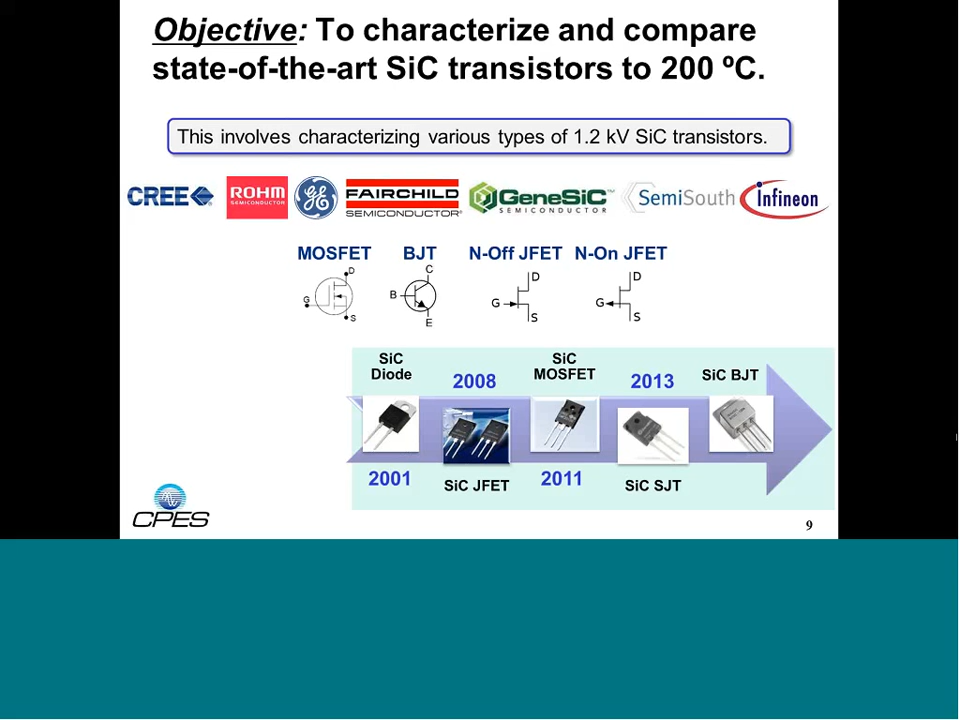 Objective: To characterize and compare
state-of-the-art SiC transistors to 200 ºC.
This involves characterizing various types of 1.2 kV SiC transistors.
CREE
ROHM
SEMICONDUCTOR
GE
FAIRCHILD
SEMICONDUCTOR
GeneSiC™
SEMICONDUCTOR
SemiSouth
Infineon
MOSFET BJT N-Off JFET N-On JFET
D
G
S
C
B
E
D
G
S
D
G
S
SiC
Diode
2008
SiC
MOSFET
2013
SiC BJT
2001
SiC JFET
2011
SiC SJT
CPES
9